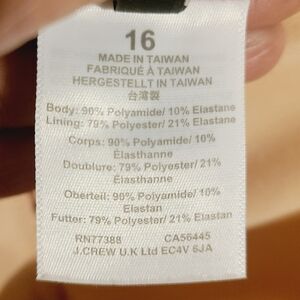 16
MADE IN TAIWAN
FABRIQUÉ À TAIWAN
HERGESTELLT IN TAIWAN
台湾製
Body: 90% Polyamide/ 10% Elastane
Lining: 79% Polyester/ 21% Elastane
Corps: 90% Polyamide/ 10%
Élasthanne
Doublure: 79% Polyester/ 21%
Élasthanne
Oberteil: 90% Polyamide/ 10%
Elastan
Futter: 79% Polyester/ 21% Elastan
RN77388 CA56445
J.CREW U.K Ltd EC4V 6JA